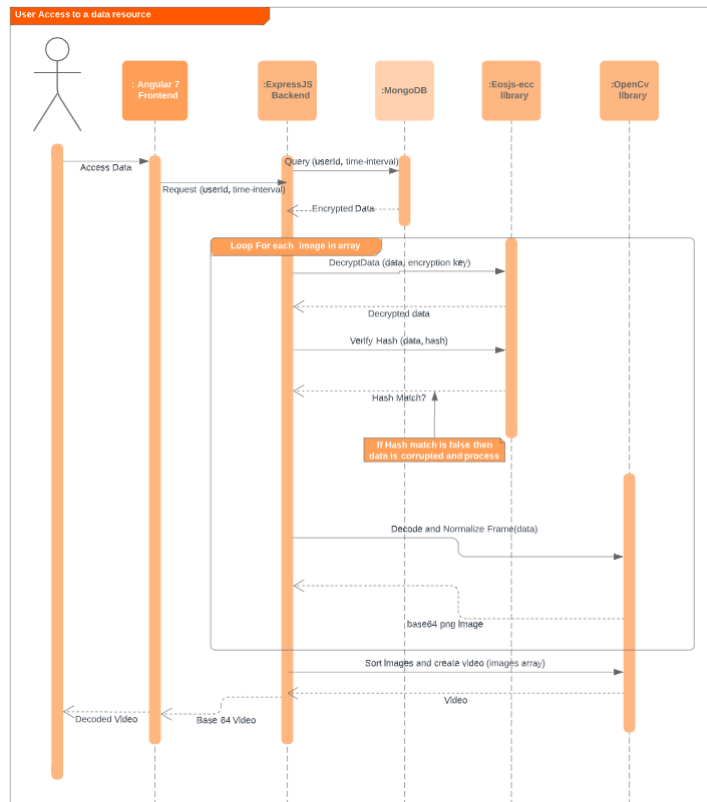 User Access to a data resource
: Angular 7
Frontend
:ExpressJS
Backend
:MongoDB
:Eosjs-ecc
library
:OpenCv
library
Access Data
Query (userId, time-interval)
Request (userId, time-interval)
Encrypted Data
Loop For each image in array
DecryptData (data, encryption key)
Decrypted data
Verify Hash (data, hash)
Hash Match?
If Hash match is false then
data is corrupted and process
Decode and Normalize Frame(data)
base64 png image
Sort Images and create video (images array)
Video
Base 64 Video
Decoded Video